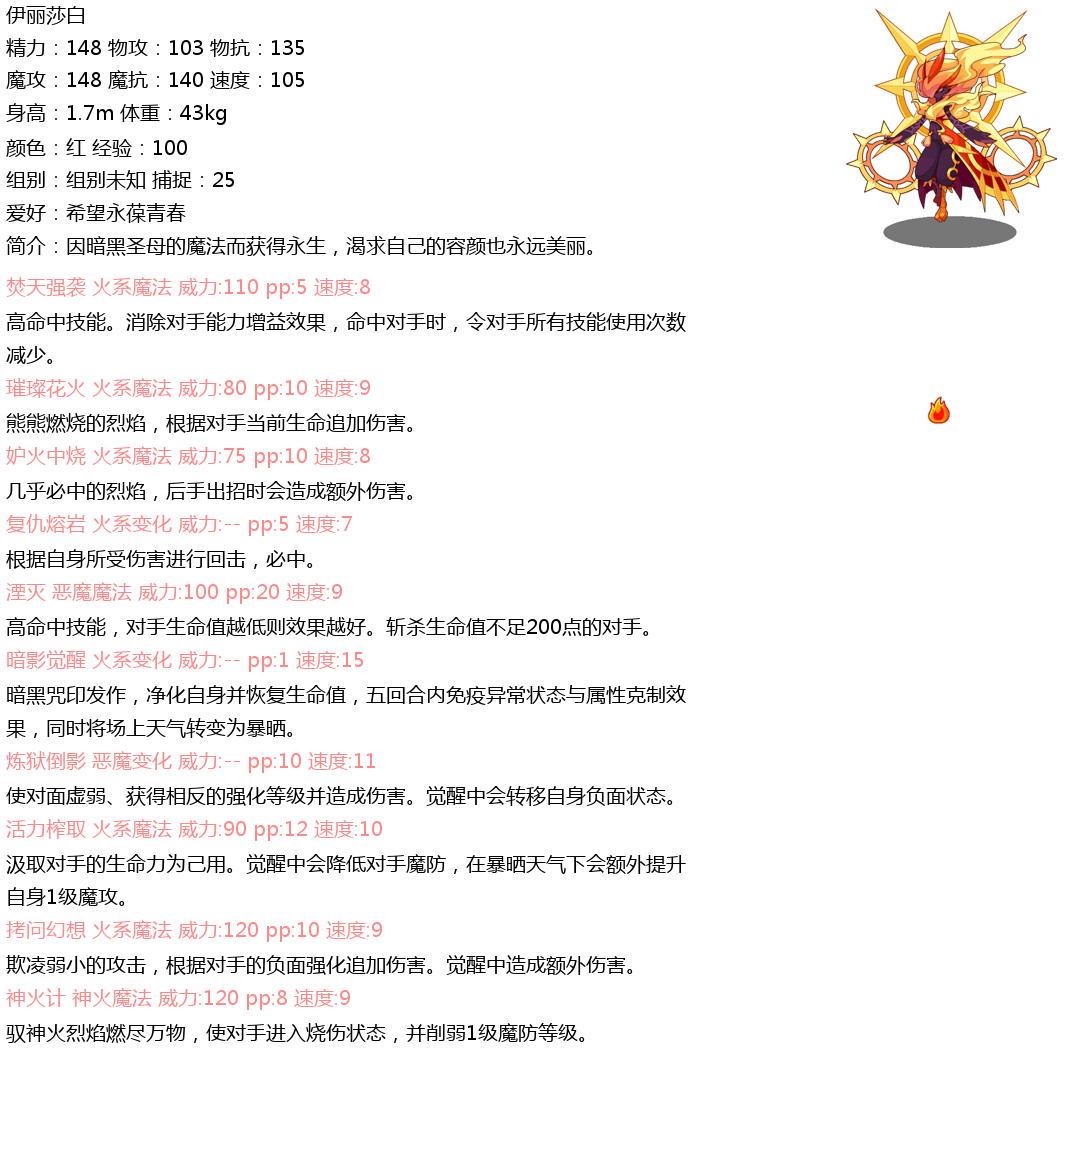 伊丽莎白
精力：148 物攻：103 物抗：135
魔攻：148 魔抗：140 速度：105
身高：1.7m 体重：43kg
颜色：红 经验：100
组别：组别未知 捕捉：25
爱好：希望永葆青春
简介：因暗黑圣母的魔法而获得永生，渴求自己的容颜也永远美丽。
焚天强袭 火系魔法 威力:110 pp:5 速度:8
高命中技能。消除对手能力增益效果，命中对手时，令对手所有技能使用次数
减少。
璀璨花火 火系魔法 威力:80 pp:10 速度:9
熊熊燃烧的烈焰，根据对手当前生命追加伤害。
妒火中烧 火系魔法 威力:75 pp:10 速度:8
几乎必中的烈焰，后手出招时会造成额外伤害。
复仇熔岩 火系变化 威力:-- pp:5 速度:7
根据自身所受伤害进行回击，必中。
湮灭 恶魔魔法 威力:100 pp:20 速度:9
高命中技能，对手生命值越低则效果越好。斩杀生命值不足200点的对手。
暗影觉醒 火系变化 威力:-- pp:1 速度:15
暗黑咒印发作，净化自身并恢复生命值，五回合内免疫异常状态与属性克制效
果，同时将场上天气转变为暴晒。
炼狱倒影 恶魔变化 威力:-- pp:10 速度:11
使对面虚弱、获得相反的强化等级并造成伤害。觉醒中会转移自身负面状态。
活力榨取 火系魔法 威力:90 pp:12 速度:10
汲取对手的生命力为己用。觉醒中会降低对手魔防，在暴晒天气下会额外提升
自身1级魔攻。
拷问幻想 火系魔法 威力:120 pp:10 速度:9
欺凌弱小的攻击，根据对手的负面强化追加伤害。觉醒中造成额外伤害。
神火计 神火魔法 威力:120 pp:8 速度:9
驭神火烈焰燃尽万物，使对手进入烧伤状态，并削弱1级魔防等级。